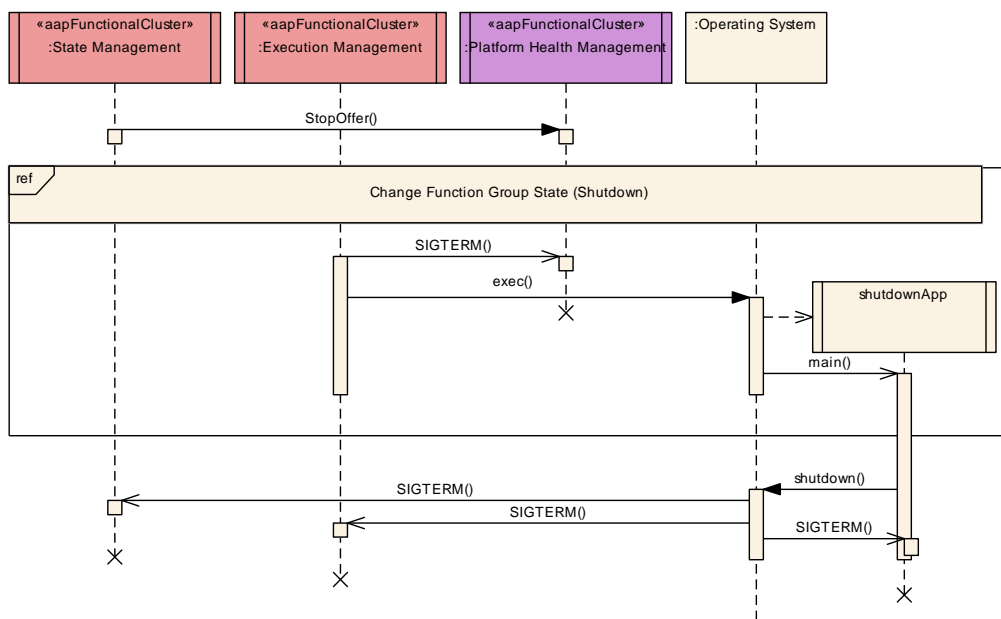 «aapFunctionalCluster»
:State Management
«aapFunctionalCluster»
:Execution Management
«aapFunctionalCluster»
:Platform Health Management
:Operating System
StopOffer()
ref
Change Function Group State (Shutdown)
SIGTERM()
exec()
shutdownApp
main()
shutdown()
SIGTERM()
SIGTERM()
SIGTERM()